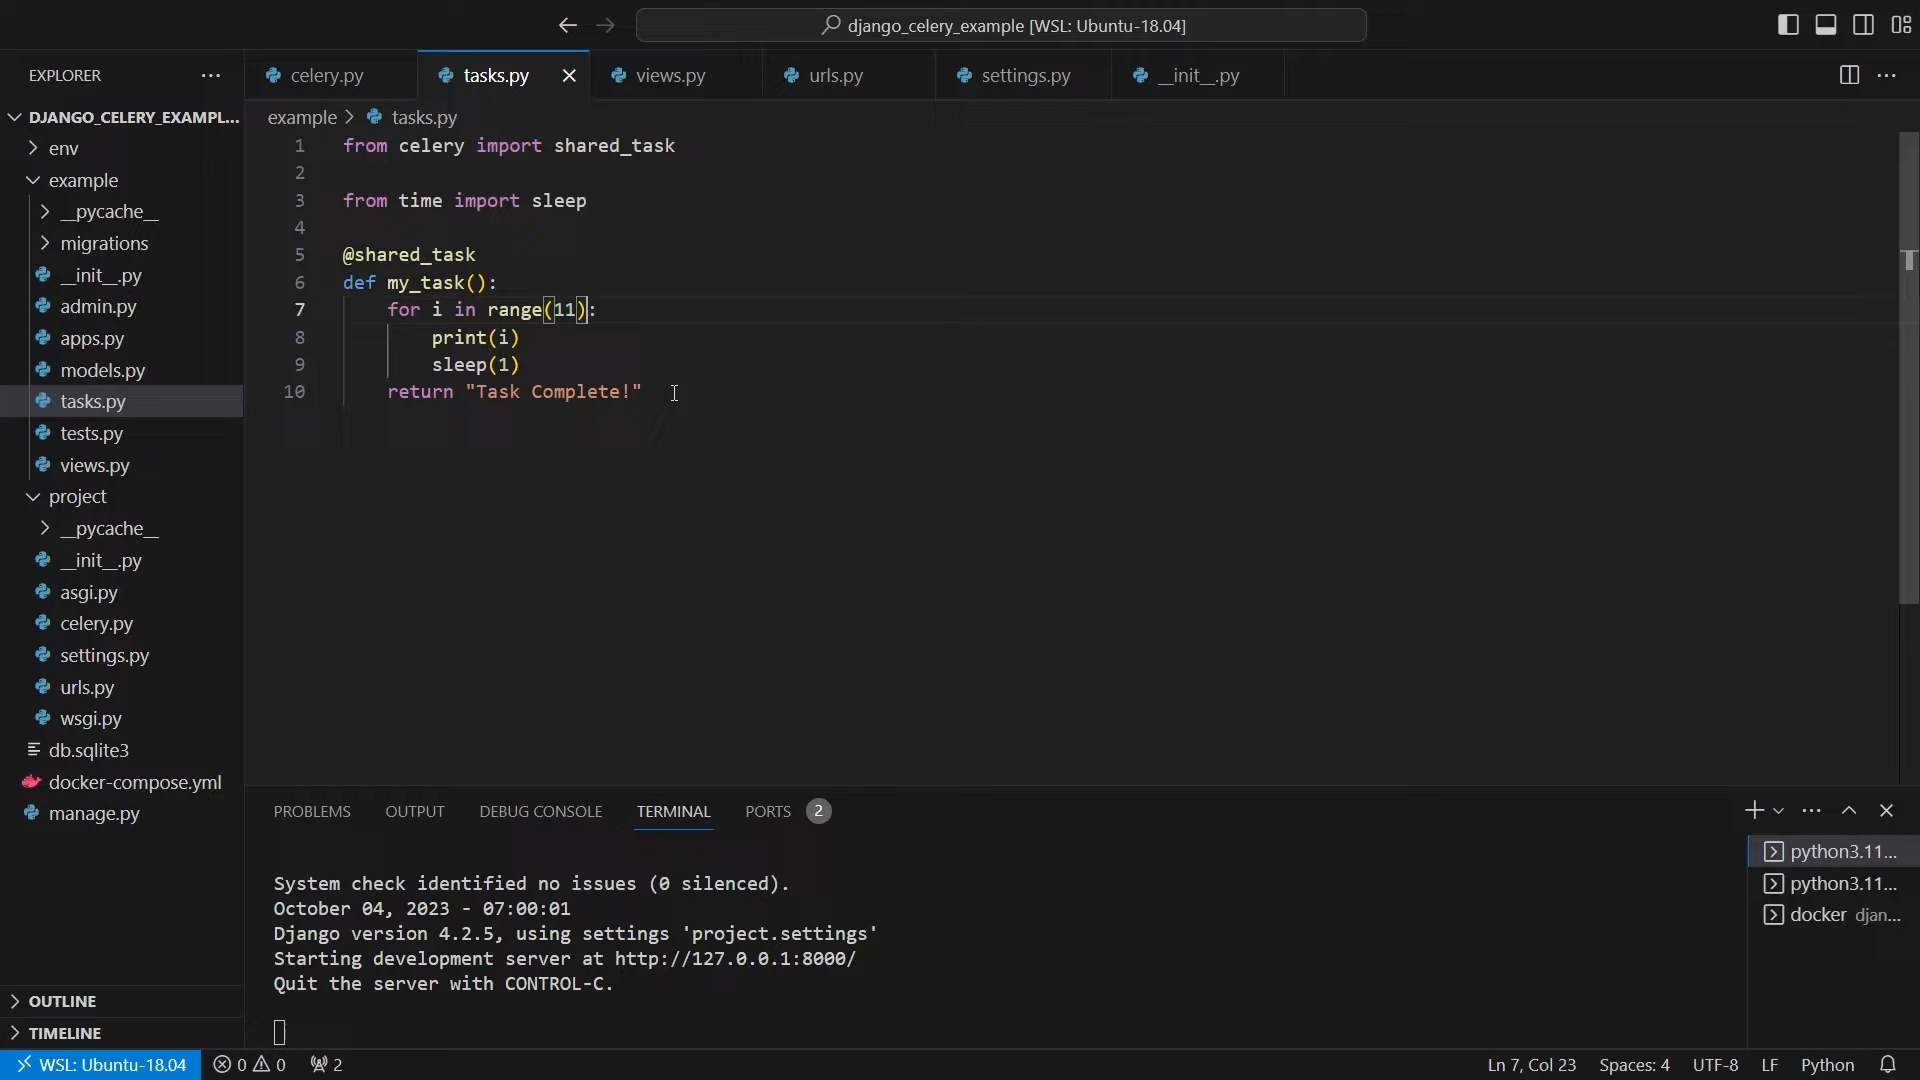 django_celery_example [WSL: Ubuntu-18.04]
EXPLORER
celery.py
tasks.py
views.py
urls.py
settings.py
__init__.py
DJANGO_CELERY_EXAMPL...
env
example
__pycache__
migrations
__init__.py
admin.py
apps.py
models.py
tasks.py
tests.py
views.py
project
__pycache__
__init__.py
asgi.py
celery.py
settings.py
urls.py
wsgi.py
db.sqlite3
docker-compose.yml
manage.py
OUTLINE
TIMELINE
example > tasks.py
1 from celery import shared_task
2
3 from time import sleep
4
5 @shared_task
6 def my_task():
7 for i in range(11):
8 print(i)
9 sleep(1)
10 return "Task Complete!"
PROBLEMS OUTPUT DEBUG CONSOLE TERMINAL PORTS 2
System check identified no issues (0 silenced).
October 04, 2023 - 07:00:01
Django version 4.2.5, using settings 'project.settings'
Starting development server at http://127.0.0.1:8000/
Quit the server with CONTROL-C.
python3.11...
python3.11...
docker djan...
WSL: Ubuntu-18.04 0 0 2
Ln 7, Col 23 Spaces: 4 UTF-8 LF Python